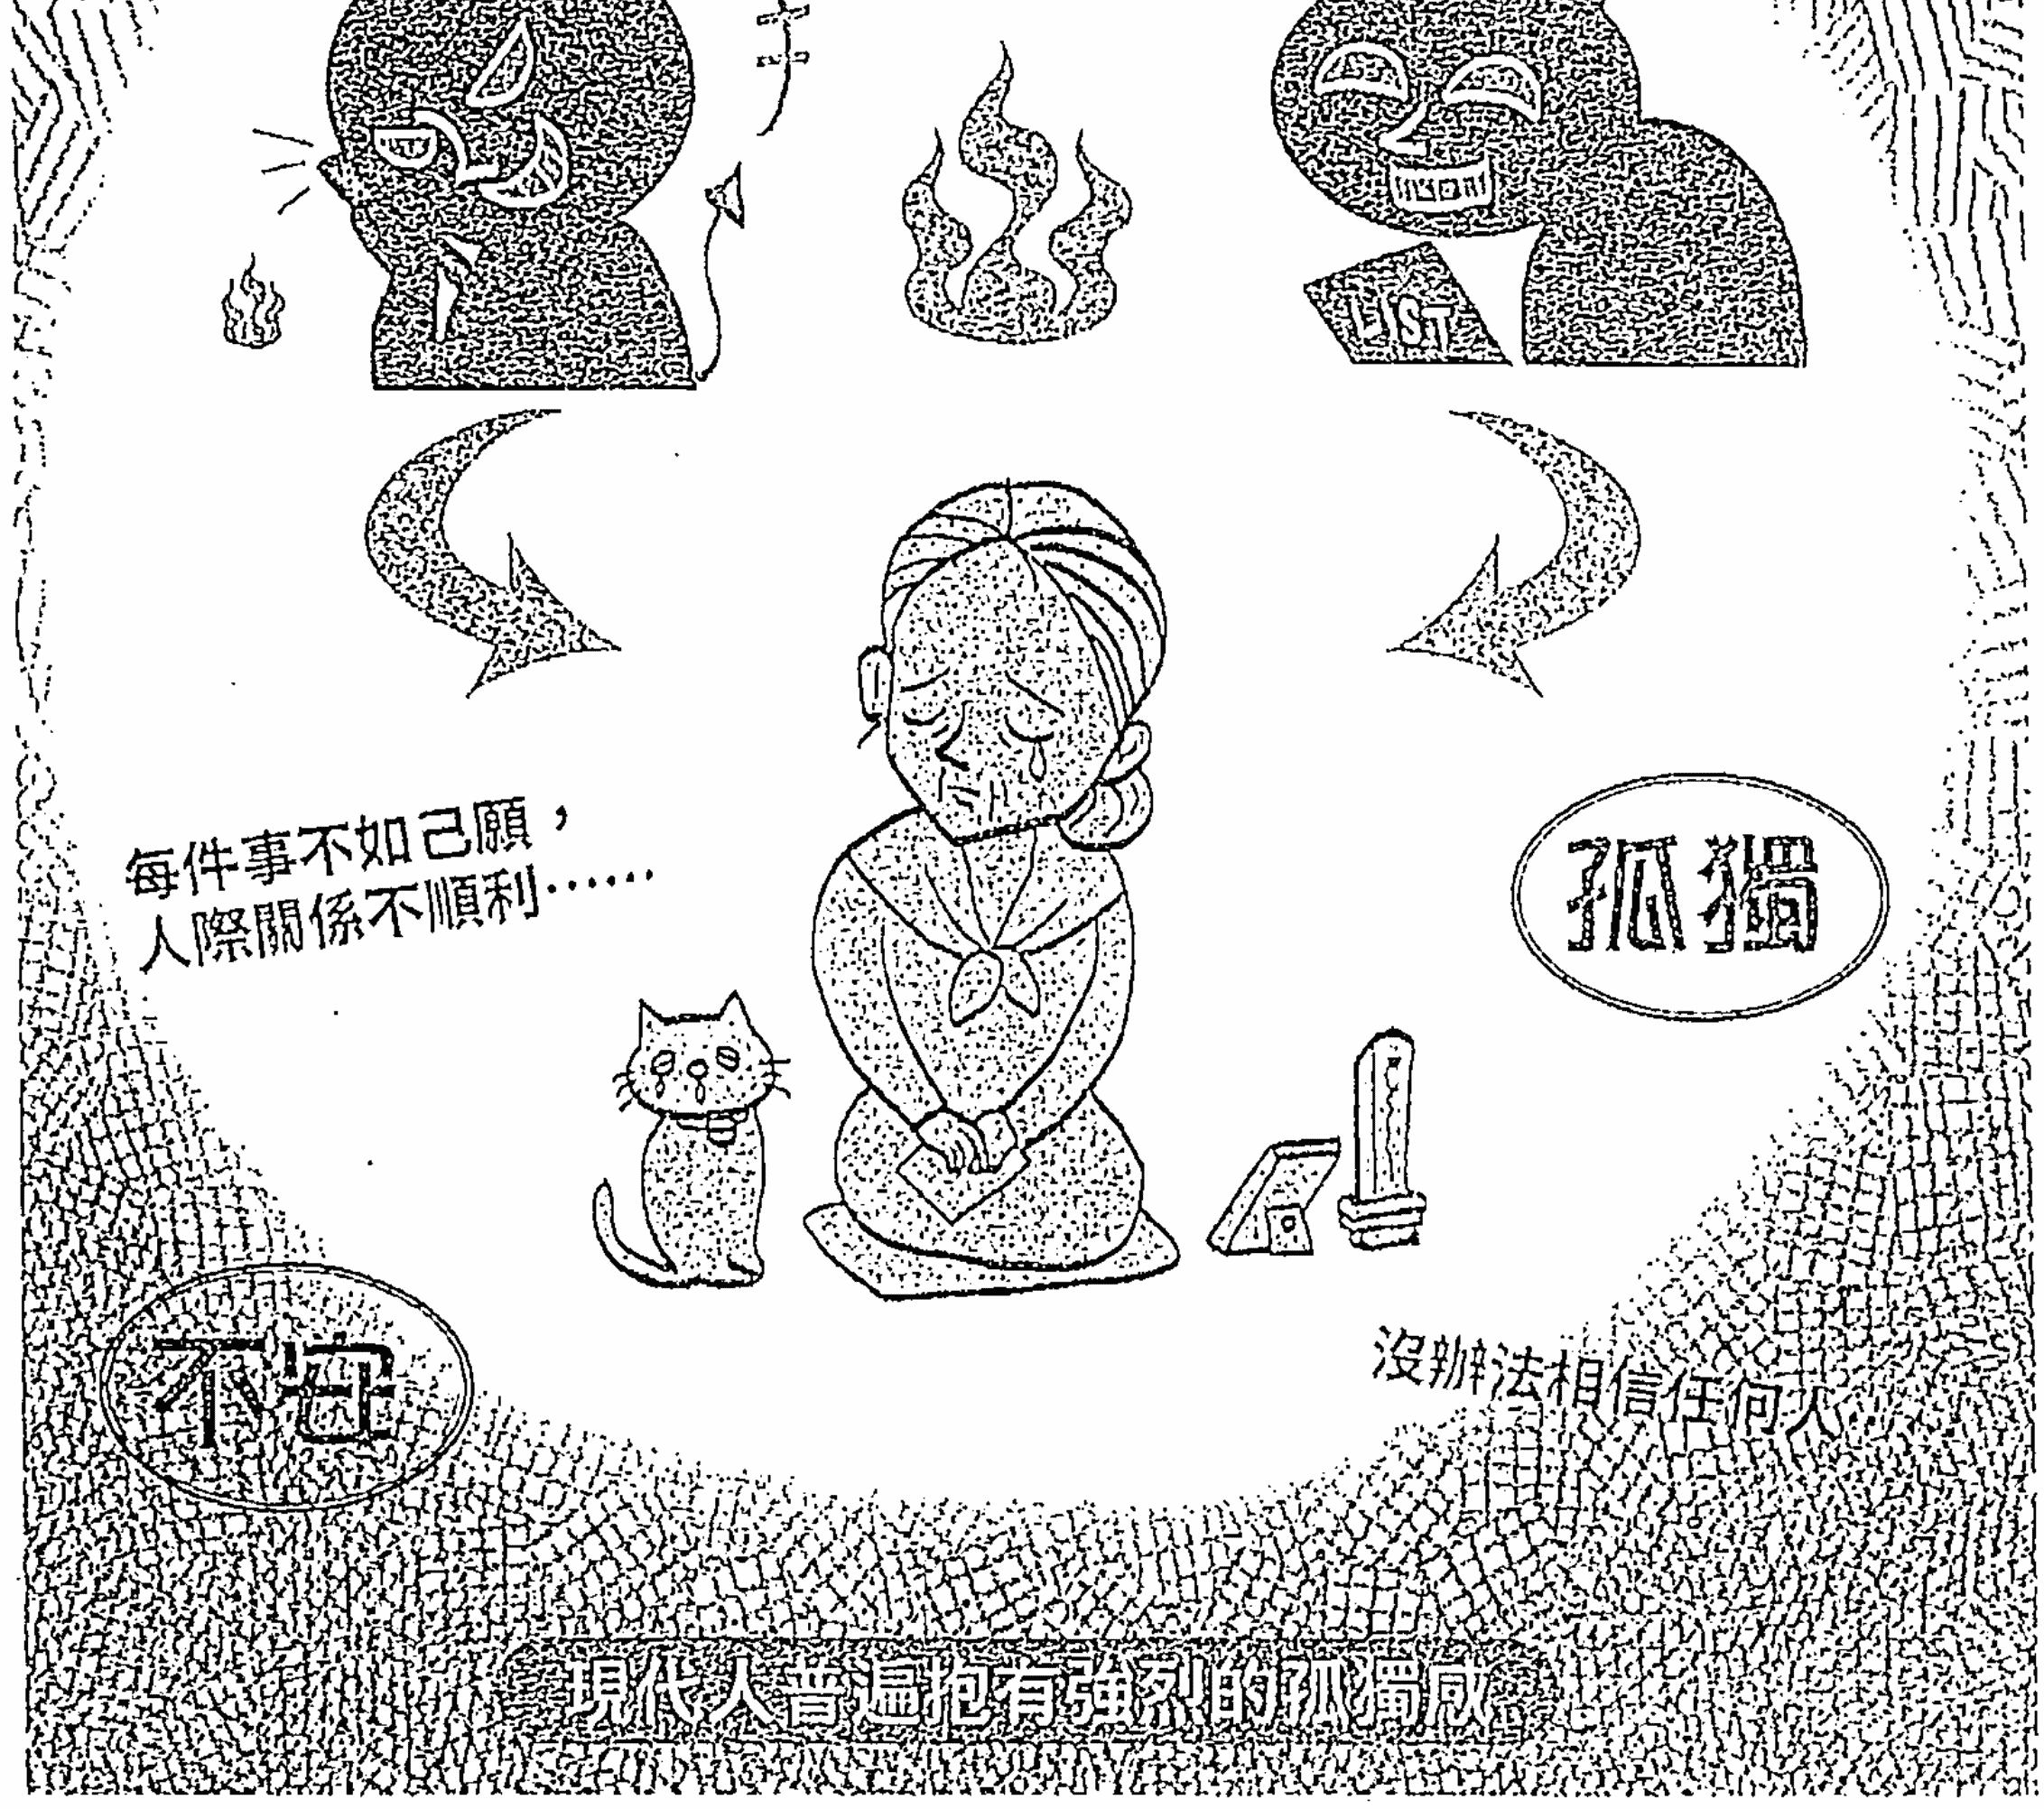 LIST
每件事不如己願，
人際關係不順利⋯⋯
孤獨
不安
沒辦法相信任何人
現代人普遍抱有強烈的孤獨感